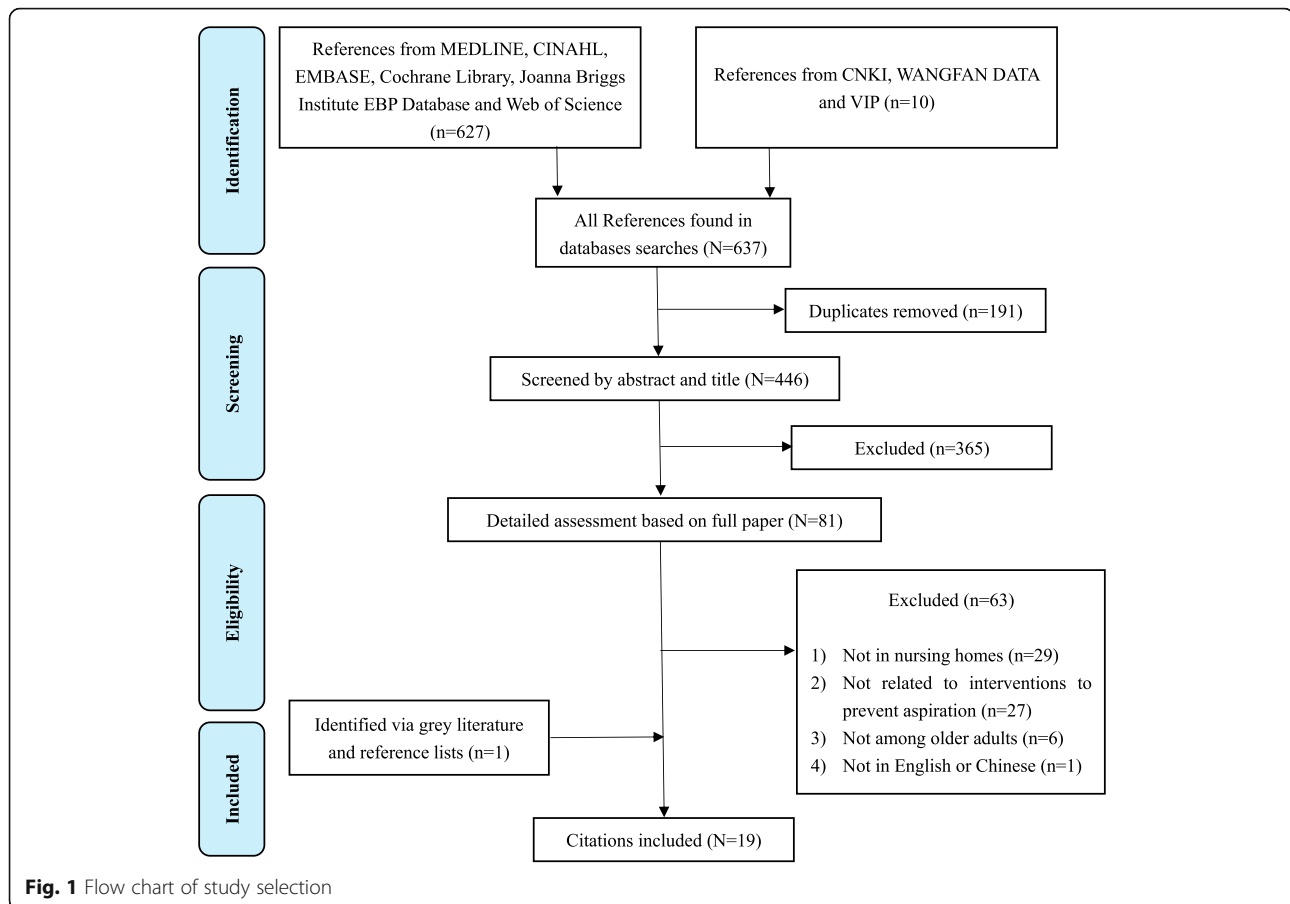 Identification
References from MEDLINE, CINAHL,
EMBASE, Cochrane Library, Joanna Briggs
Institute EBP Database and Web of Science
(n=627)
References from CNKI, WANGFAN DATA
and VIP (n=10)
All References found in
databases searches (N=637)
Screening
Duplicates removed (n=191)
Screened by abstract and title (N=446)
Excluded (n=365)
Eligibility
Detailed assessment based on full paper (N=81)
Excluded (n=63)
1) Not in nursing homes (n=29)
2) Not related to interventions to
prevent aspiration (n=27)
3) Not among older adults (n=6)
4) Not in English or Chinese (n=1)
Included
Identified via grey literature
and reference lists (n=1)
Citations included (N=19)
Fig. 1 Flow chart of study selection